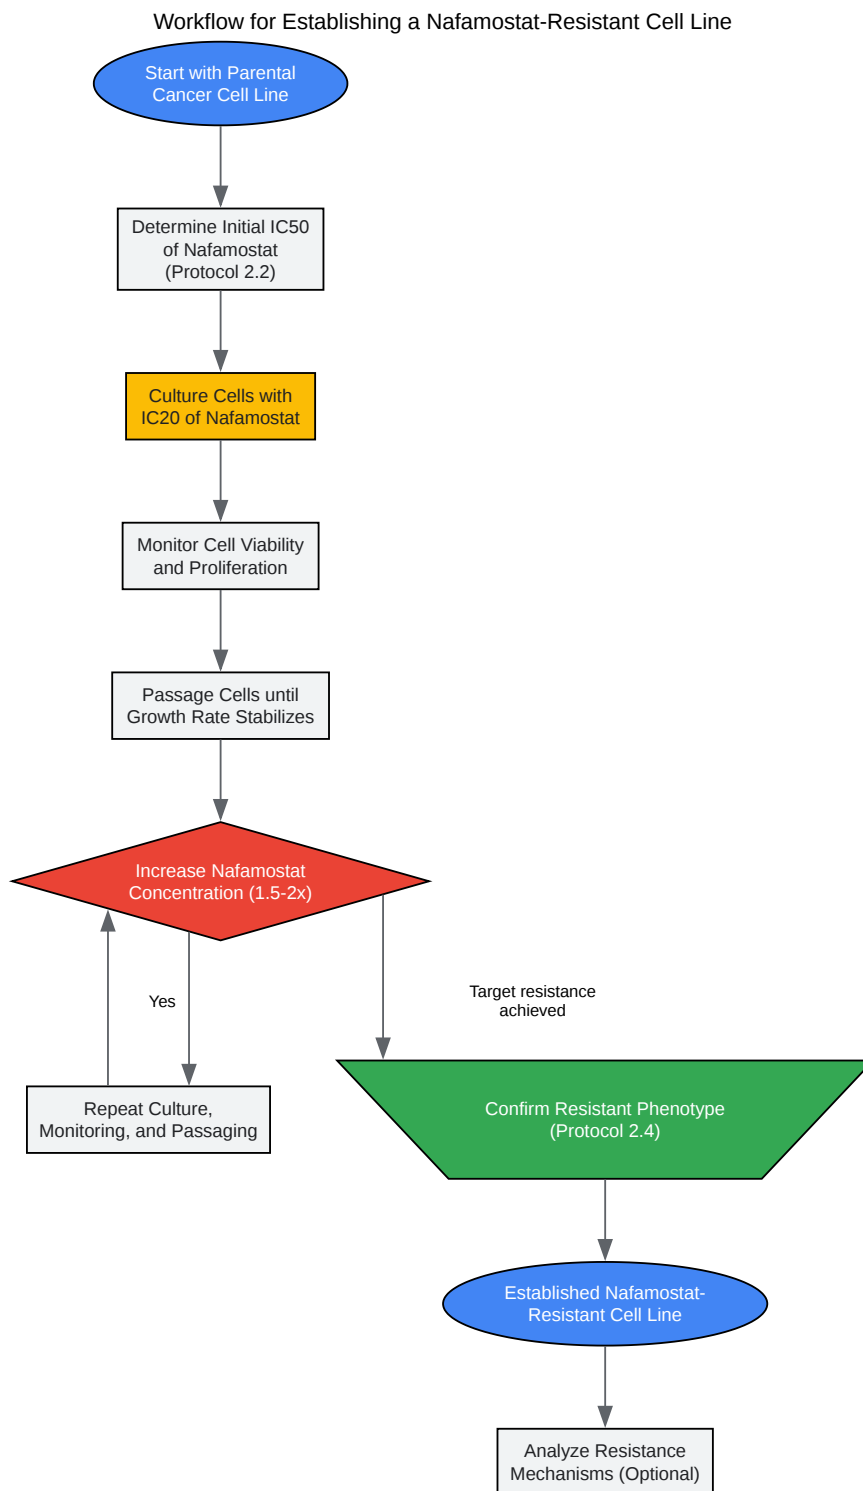 Workflow for Establishing a Nafamostat-Resistant Cell Line
Start with Parental
Cancer Cell Line
Determine Initial IC50
of Nafamostat
(Protocol 2.2)
Culture Cells with
IC20 of Nafamostat
Monitor Cell Viability
and Proliferation
Passage Cells until
Growth Rate Stabilizes
Increase Nafamostat
Concentration (1.5-2x)
Yes
Target resistance
achieved
Repeat Culture,
Monitoring, and Passaging
Confirm Resistant Phenotype
(Protocol 2.4)
Established Nafamostat-
Resistant Cell Line
Analyze Resistance
Mechanisms (Optional)